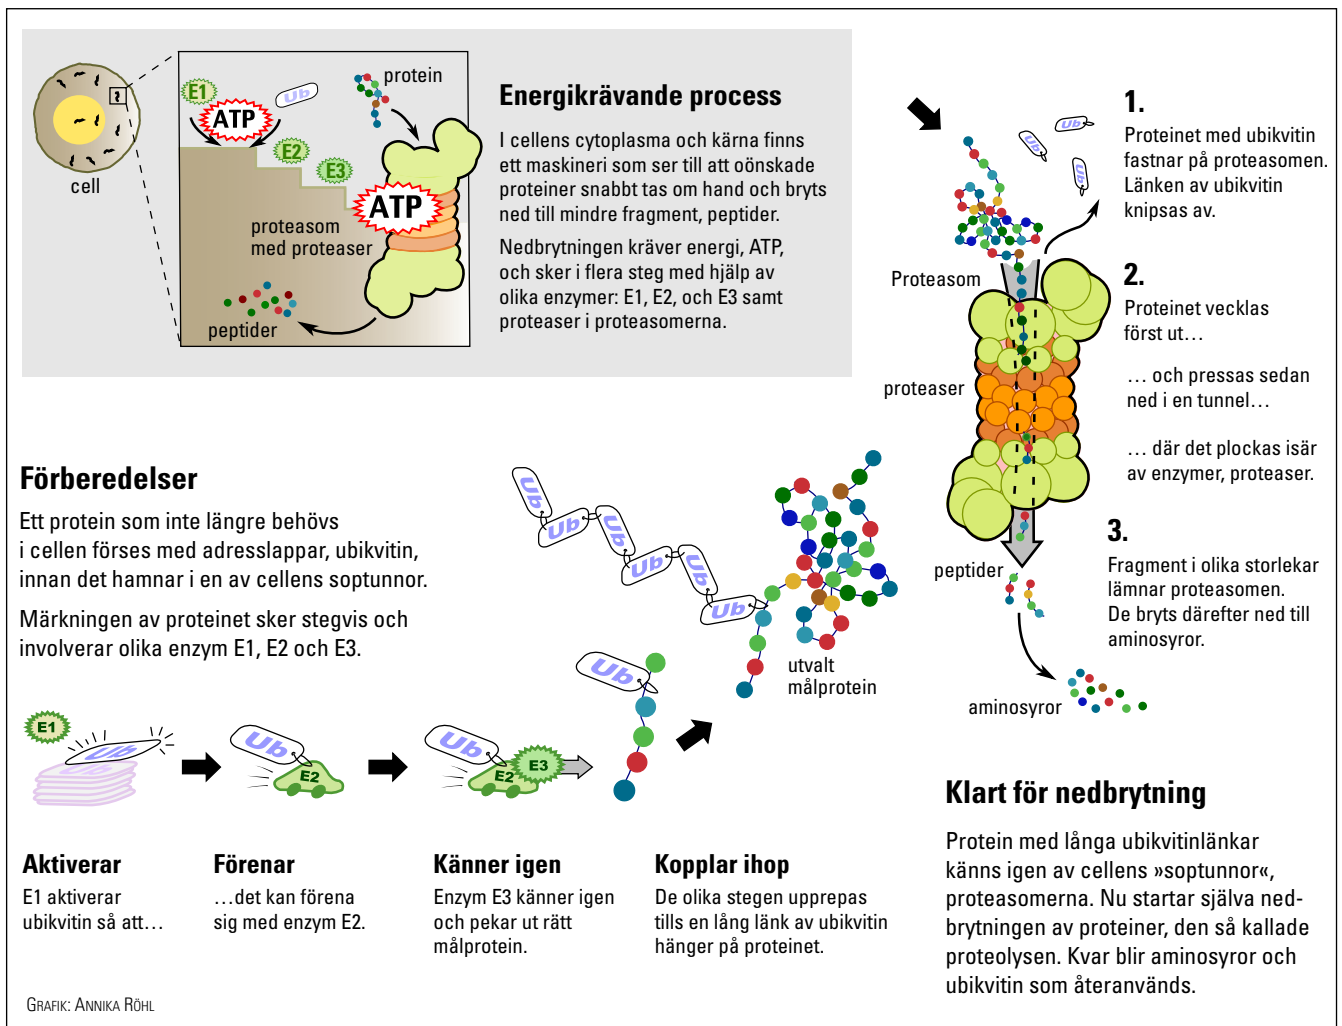 cell
E1
ATP
Ub
protein
E2
E3
ATP
proteasom
med proteaser
peptider
Energikrävande process
I cellens cytoplasma och kärna finns
ett maskineri som ser till att oönskade
proteiner snabbt tas om hand och bryts
ned till mindre fragment, peptider.
Nedbrytningen kräver energi, ATP,
och sker i flera steg med hjälp av
olika enzymer: E1, E2, och E3 samt
proteaser i proteasomerna.
Förberedelser
Ett protein som inte längre behövs
i cellen förses med adresslappar, ubikvitin,
innan det hamnar i en av cellens soptunnor.
Märkningen av proteinet sker stegvis och
involverar olika enzym E1, E2 och E3.
Ub
Ub
Ub
Ub
Ub
Ub
utvalt
målprotein
E1
Ub
Ub
Ub
E2
Ub
E2
E3
Ub
Aktiverar
E1 aktiverar
ubikvitin så att…
Förenar
…det kan förena
sig med enzym E2.
Känner igen
Enzym E3 känner igen
och pekar ut rätt
målprotein.
Kopplar ihop
De olika stegen upprepas
tills en lång länk av ubikvitin
hänger på proteinet.
Ub
Ub
Ub
1.
Proteinet med ubikvitin
fastnar på proteasomen.
Länken av ubikvitin
knipsas av.
Proteasom
2.
Proteinet vecklas
först ut…
proteaser
… och pressas sedan
ned i en tunnel…
… där det plockas isär
av enzymer, proteaser.
3.
peptider
Fragment i olika storlekar
lämnar proteasomen.
De bryts därefter ned till
aminosyror.
aminosyror
Klart för nedbrytning
Protein med långa ubikvitinlänkar
känns igen av cellens »soptunnor«,
proteasomerna. Nu startar själva ned-
brytningen av proteiner, den så kallade
proteolysen. Kvar blir aminosyror och
ubikvitin som återanvänds.
GRAFIK: ANNIKA RÖHL